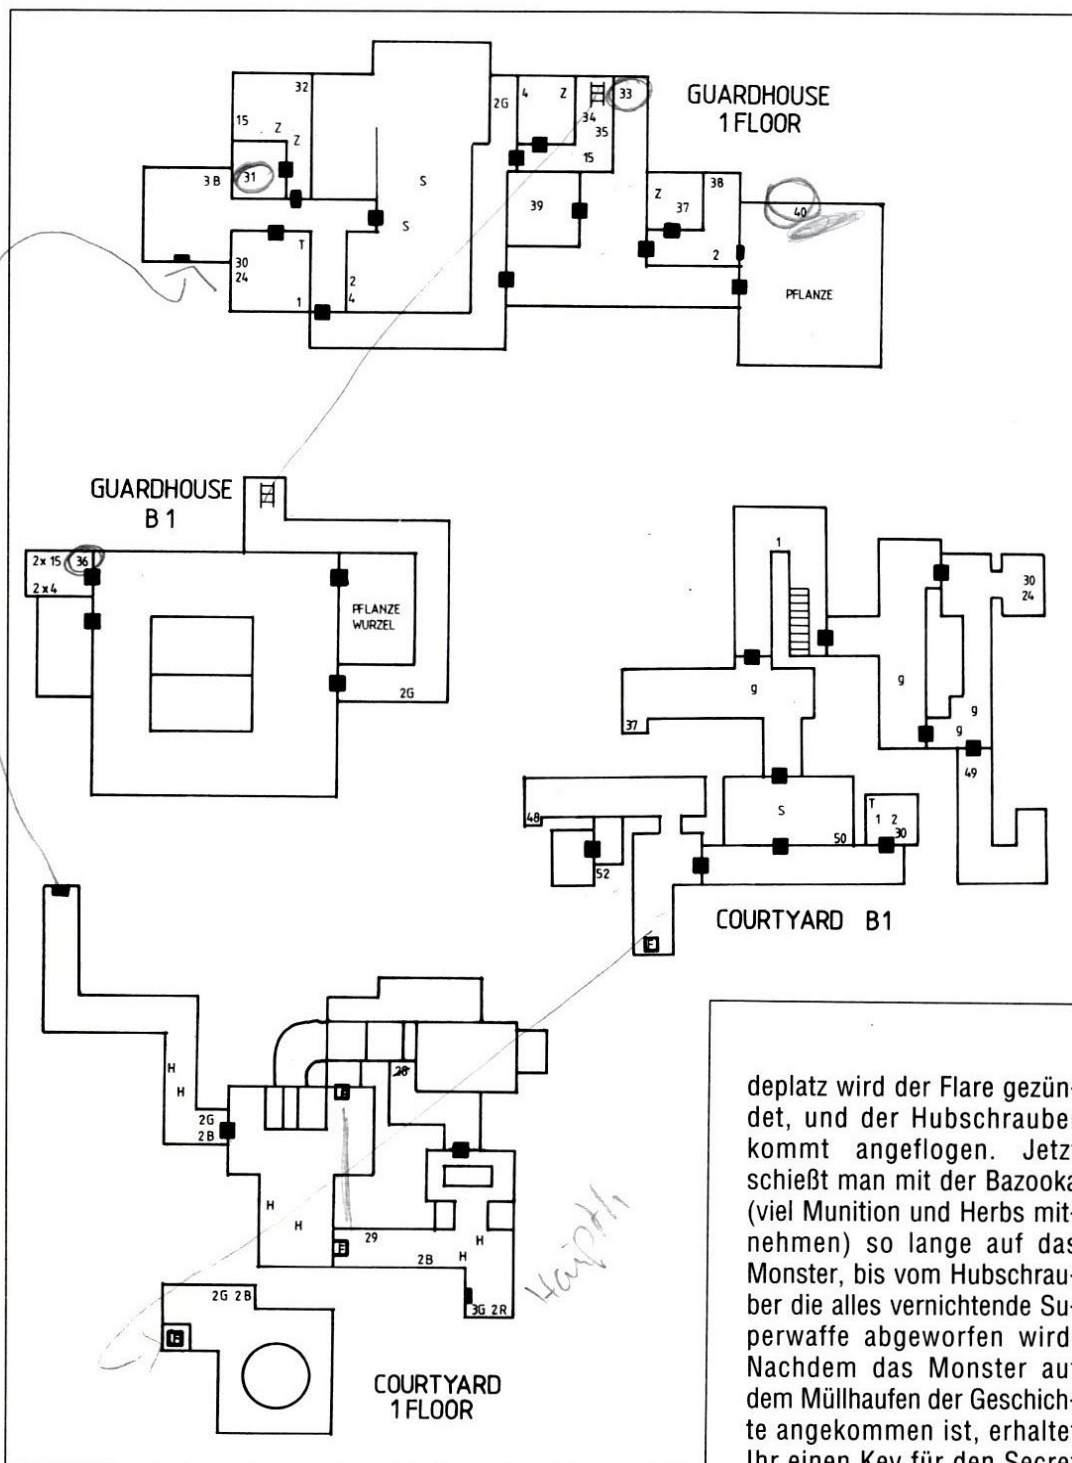 GUARDHOUSE
1 FLOOR
32
15
Z
Z
31
3 B
S
S
2G
4
Z
33
34
35
15
39
Z
38
37
2
40
PFLANZE
T
30
24
1
2
4
GUARDHOUSE
B 1
2x 15
36
2 x 4
PFLANZE
WURZEL
2G
1
30
24
g
g
g
g
37
49
S
T
1 2
30
50
48
52
E
COURTYARD B1
H
H
2G
2B
28
E
H
H
29
E
2B
H
H
3G 2R
2G 2B
E
COURTYARD
1 FLOOR
deplatz wird der Flare gezün-
det, und der Hubschrauber
kommt angeflogen. Jetzt
schießt man mit der Bazooka
(viel Munition und Herbs mit-
nehmen) so lange auf das
Monster, bis vom Hubschrau-
ber die alles vernichtende Su-
perwaffe abgeworfen wird.
Nachdem das Monster auf
dem Müllhaufen der Geschich-
te angekommen ist, erhaltet
Ihr einen Key für den Secret